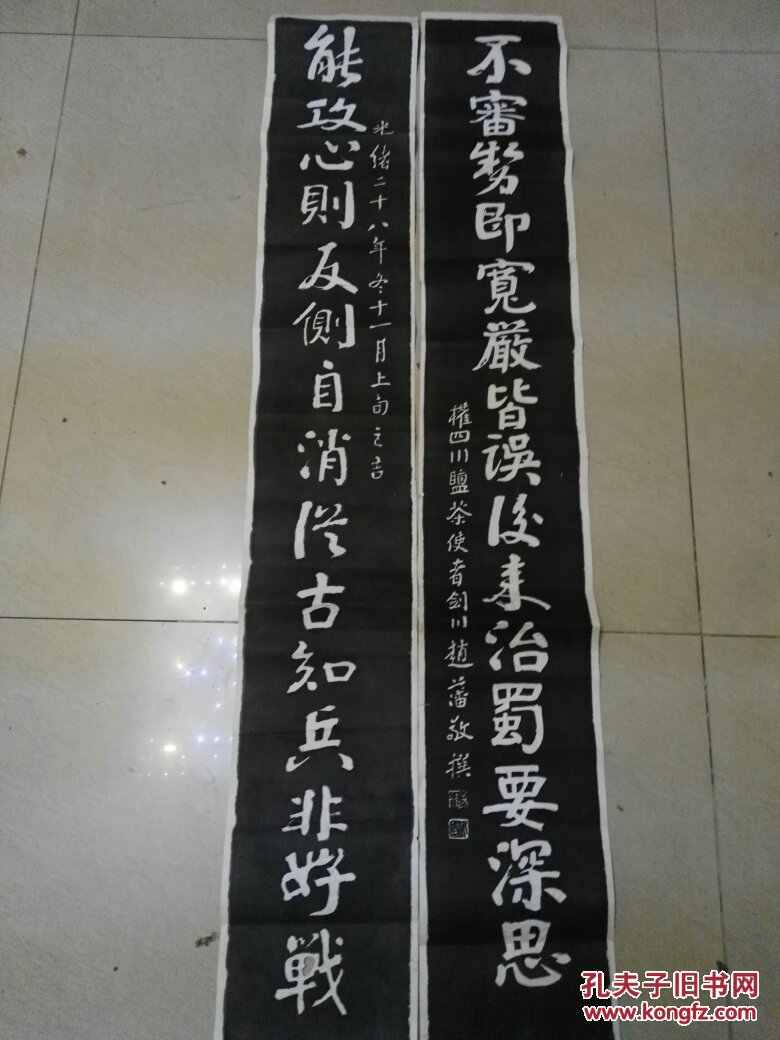 能攻心則反側自消從古知兵非好戰
光緒二十八年冬十一月上旬之吉
不審勢即寬嚴皆誤後来治蜀要深思
權四川鹽茶使者劍川趙藩敬撰
孔夫子旧书网
www.kongfz.com